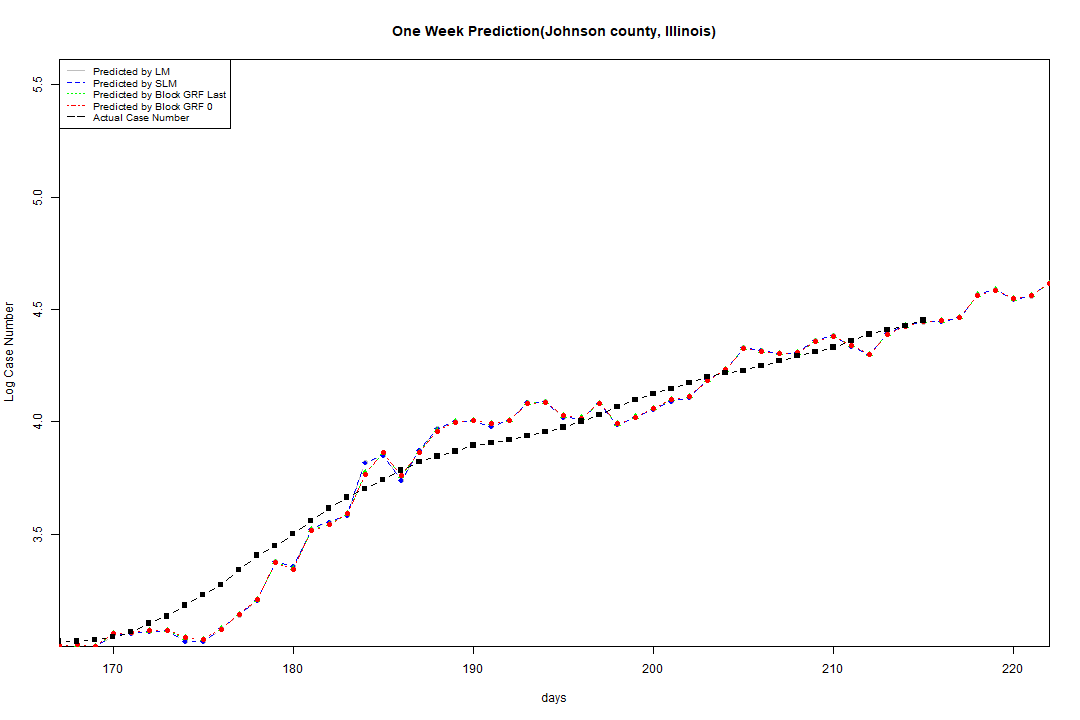 One Week Prediction(Johnson county, Illinois)
Predicted by LM
Predicted by SLM
Predicted by Block GRF Last
Predicted by Block GRF 0
Actual Case Number
5.5
5.0
4.5
4.0
3.5
Log Case Number
170 180 190 200 210 220
days